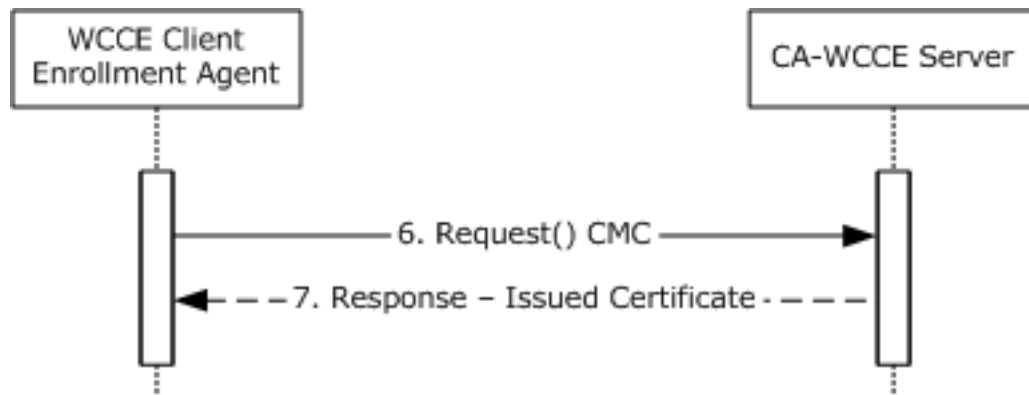 WCCE Client
Enrollment Agent
CA-WCCE Server
6. Request() CMC
7. Response – Issued Certificate